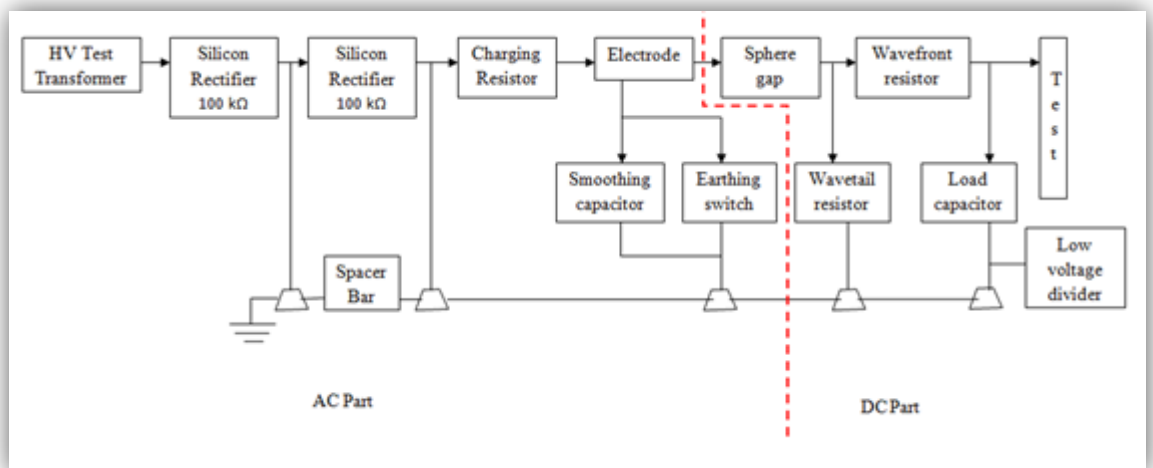 HV Test
Transformer
Silicon
Rectifier
100 kΩ
Silicon
Rectifier
100 kΩ
Charging
Resistor
Electrode
Sphere
gap
Wavefront
resistor
Test
Smoothing
capacitor
Earthing
switch
Wavetail
resistor
Load
capacitor
Spacer
Bar
Low
voltage
divider
AC Part
DC Part